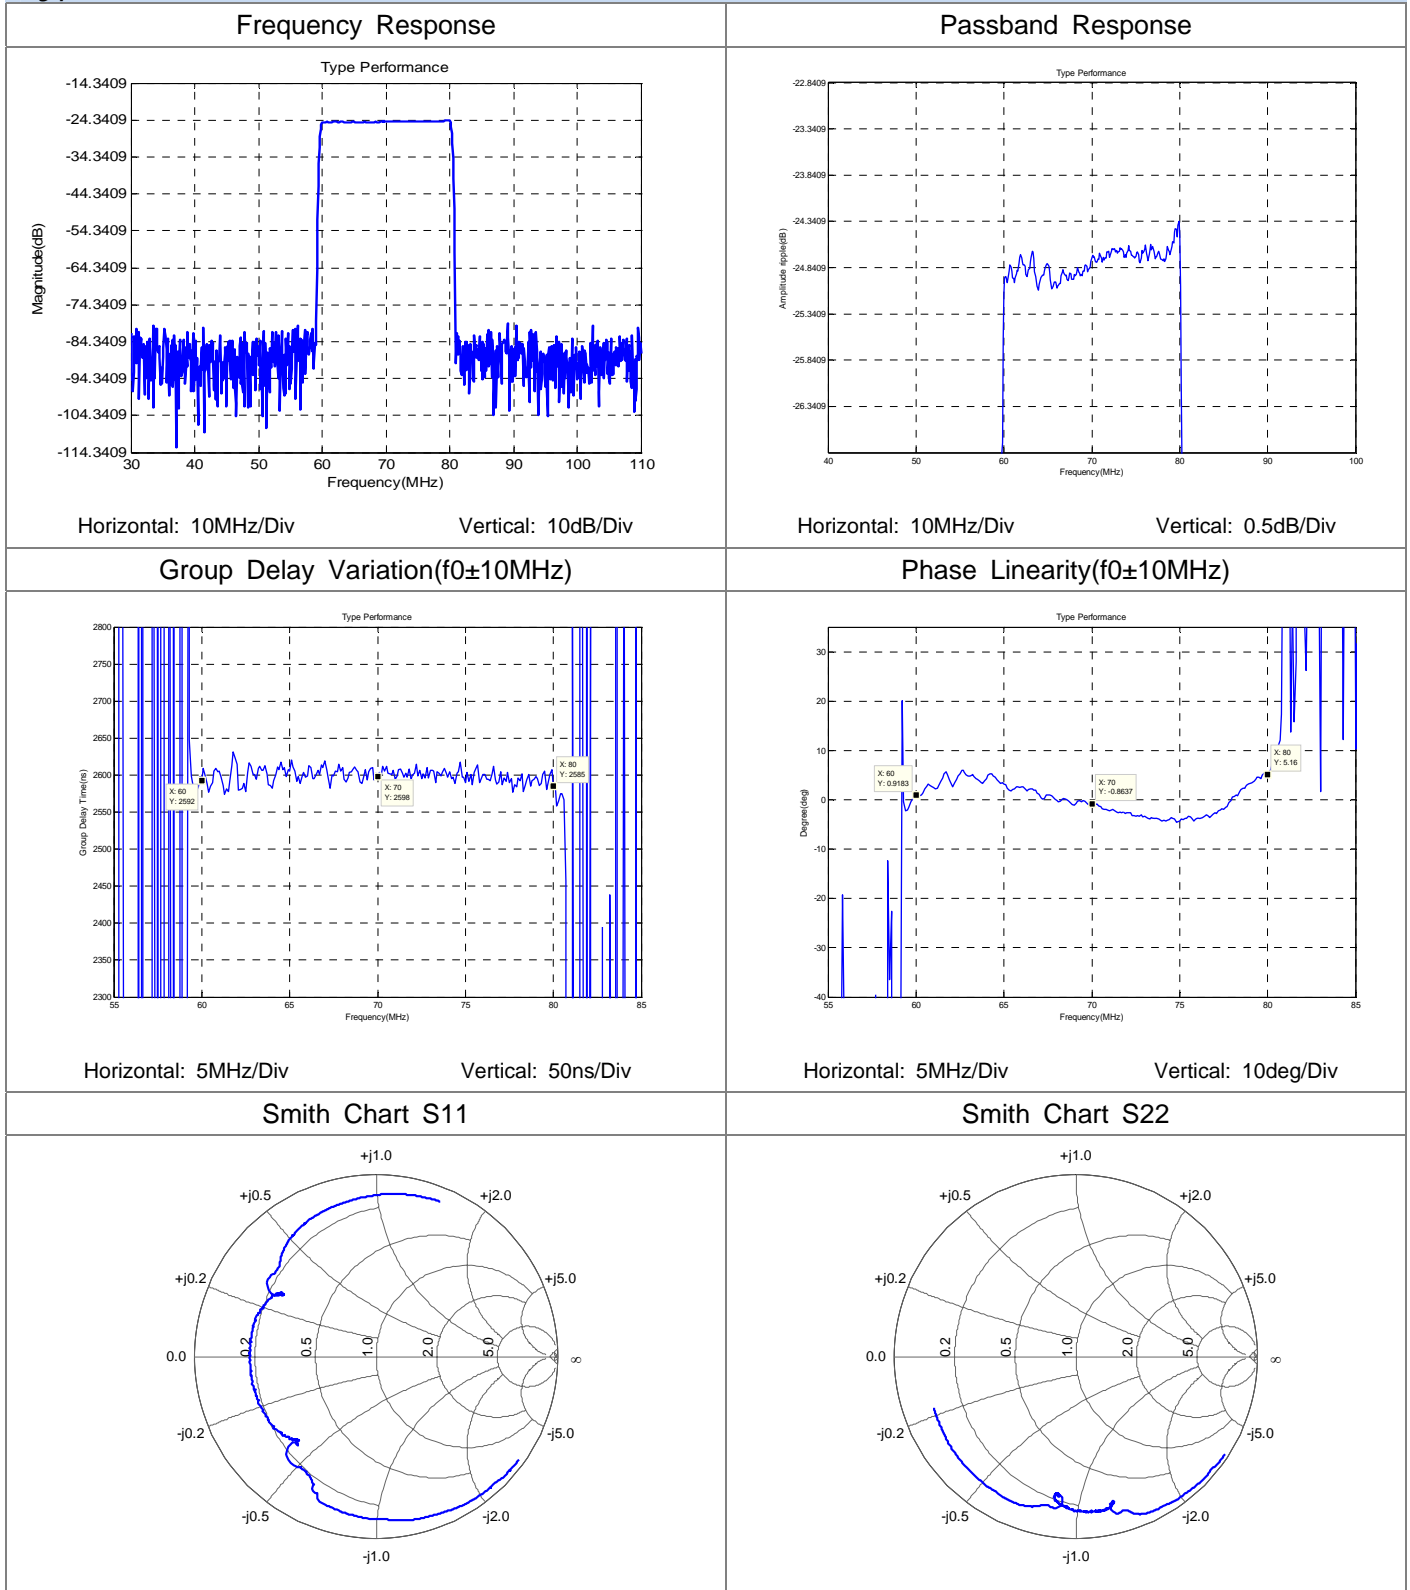 Frequency Response
Passband Response
Type Performance
-14.3409
-24.3409
-34.3409
-44.3409
-54.3409
-64.3409
-74.3409
-84.3409
-94.3409
-104.3409
-114.3409
Magnitude(dB)
30 40 50 60 70 80 90 100 110
Frequency(MHz)
Horizontal: 10MHz/Div Vertical: 10dB/Div
Type Performance
-22.8409
-23.3409
-23.8409
-24.3409
-24.8409
-25.3409
-25.8409
-26.3409
Amplitude ripple(dB)
40 50 60 70 80 90 100
Frequency(MHz)
Horizontal: 10MHz/Div Vertical: 0.5dB/Div
Group Delay Variation(f0±10MHz)
Phase Linearity(f0±10MHz)
Type Performance
2800
2750
2700
2650
2600
2550
2500
2450
2400
2350
2300
Group Delay Time(ns)
X: 60
Y: 2592
X: 70
Y: 2598
X: 80
Y: 2585
55 60 65 70 75 80 85
Frequency(MHz)
Horizontal: 5MHz/Div Vertical: 50ns/Div
Type Performance
30
20
10
0
-10
-20
-30
-40
Degree(deg)
X: 60
Y: 0.9183
X: 70
Y: -0.8637
X: 80
Y: 5.16
55 60 65 70 75 80 85
Frequency(MHz)
Horizontal: 5MHz/Div Vertical: 10deg/Div
Smith Chart S11
Smith Chart S22
+j1.0
+j0.5 +j2.0
+j0.2 +j5.0
0.0 0.2 0.5 1.0 2.0 5.0 ∞
-j0.2 -j5.0
-j0.5 -j2.0
-j1.0
+j1.0
+j0.5 +j2.0
+j0.2 +j5.0
0.0 0.2 0.5 1.0 2.0 5.0 ∞
-j0.2 -j5.0
-j0.5 -j2.0
-j1.0